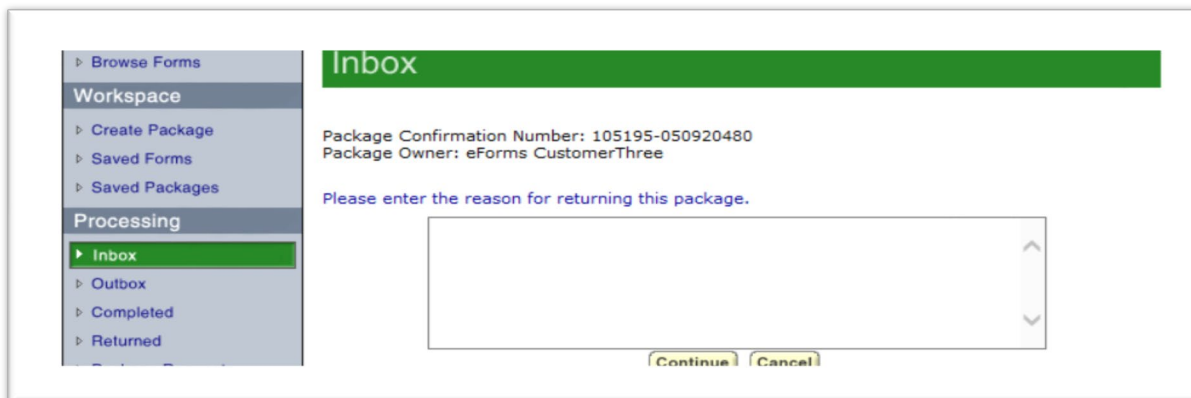 Browse Forms
Workspace
Create Package
Saved Forms
Saved Packages
Processing
Inbox
Outbox
Completed
Returned
Inbox
Package Confirmation Number: 105195-050920480
Package Owner: eForms CustomerThree
Please enter the reason for returning this package.
Continue Cancel